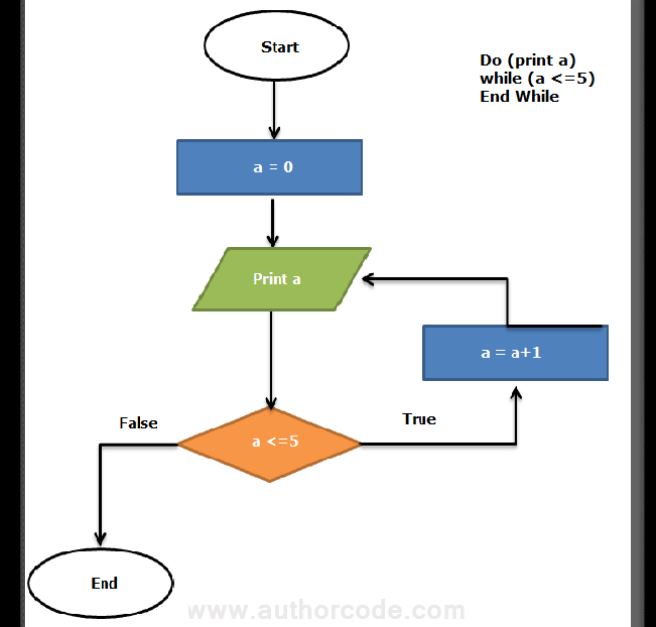 Start
Do (print a)
while (a <=5)
End While
a = 0
Print a
a = a+1
True
False
a <=5
End
www.authorcode.com